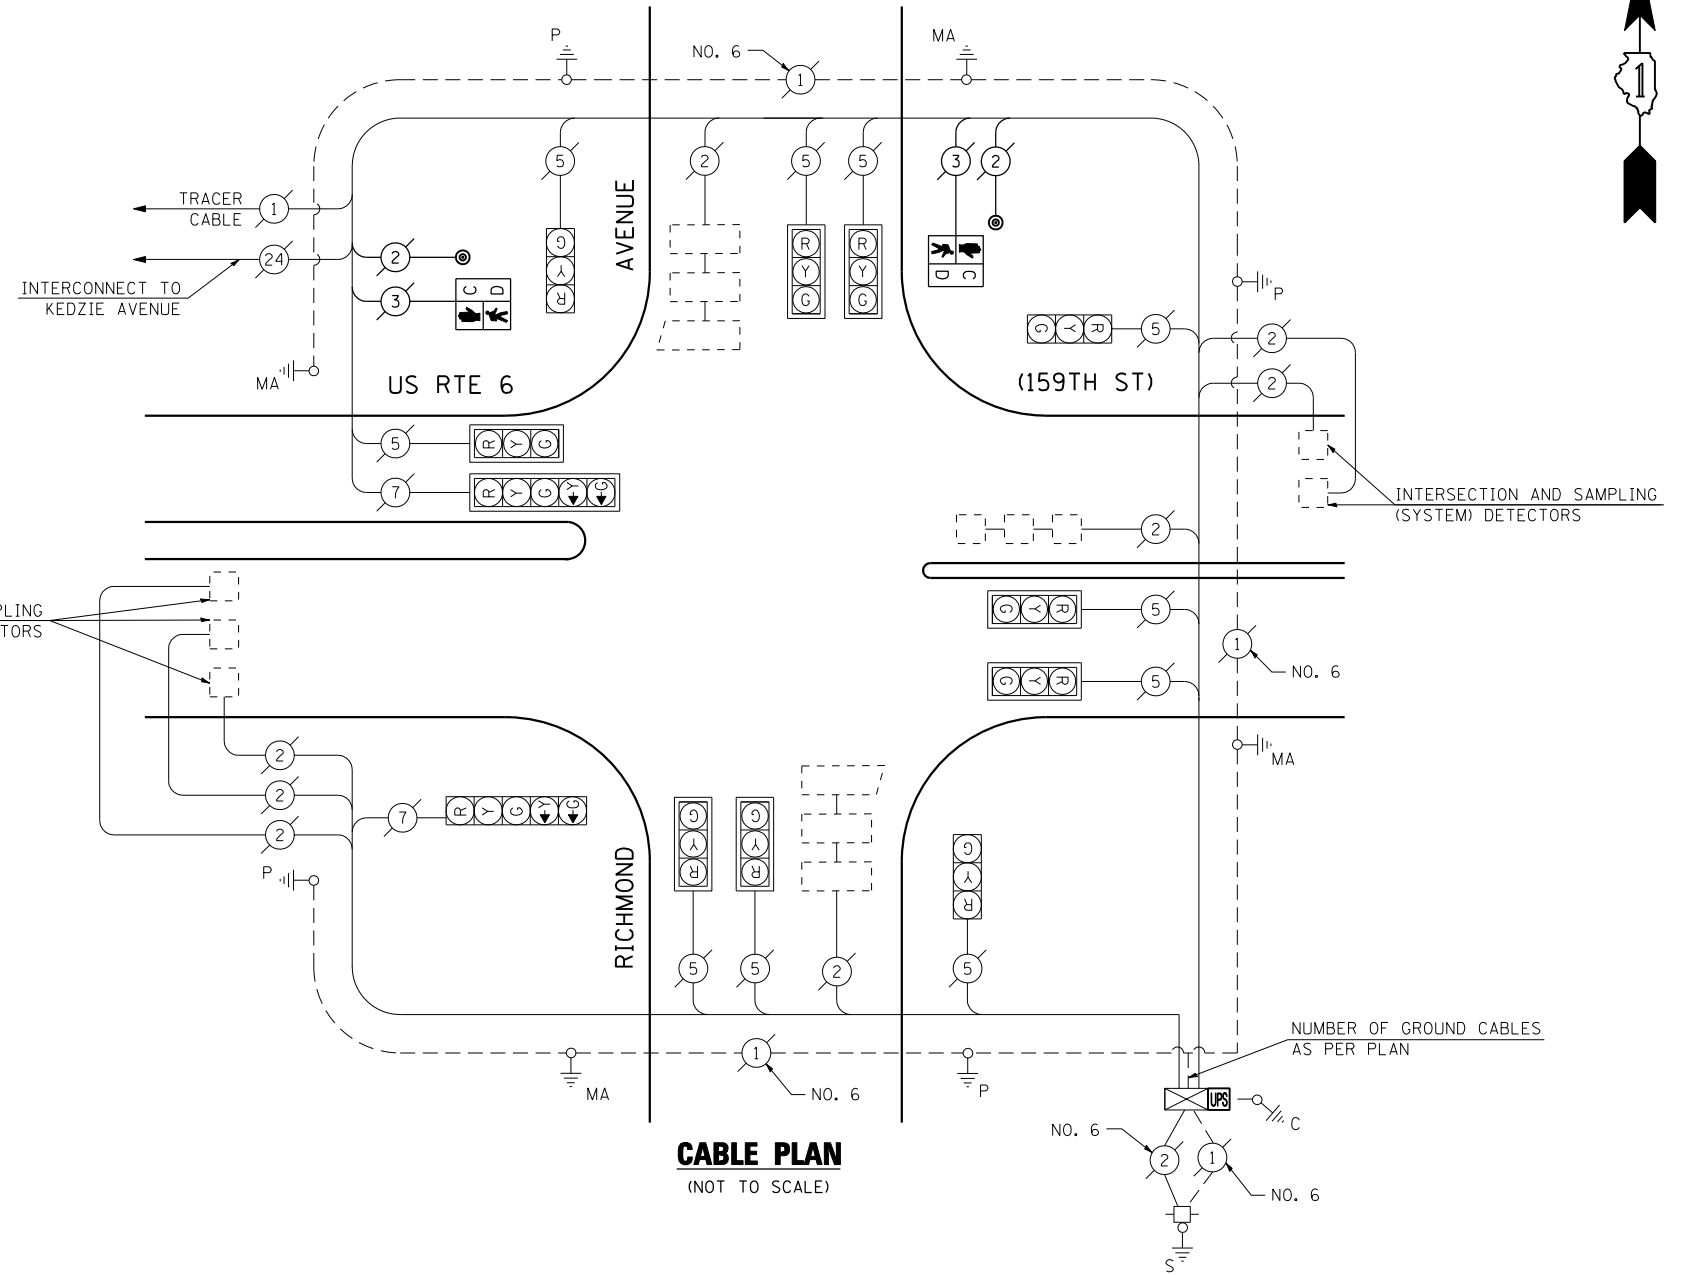 P
NO. 6
1
MA
1
5
2
5
5
3
2
TRACER
CABLE
1
AVENUE
G
Y
R
R
Y
G
R
Y
G
24
2
D
C
INTERCONNECT TO
KEDZIE AVENUE
3
C D
P
G Y R
5
2
MA
US RTE 6
(159TH ST)
2
5
R Y G
7
R Y G Y G
INTERSECTION AND SAMPLING
(SYSTEM) DETECTORS
2
PLING
TORS
G Y R
5
1
NO. 6
G Y R
5
MA
2
2
2
7
R Y G Y G
G
Y
R
G
Y
R
G
Y
R
P
RICHMOND
5
5
2
5
NUMBER OF GROUND CABLES
AS PER PLAN
1
MA
NO. 6
P
UPS
C
CABLE PLAN
(NOT TO SCALE)
NO. 6
2
1
NO. 6
S